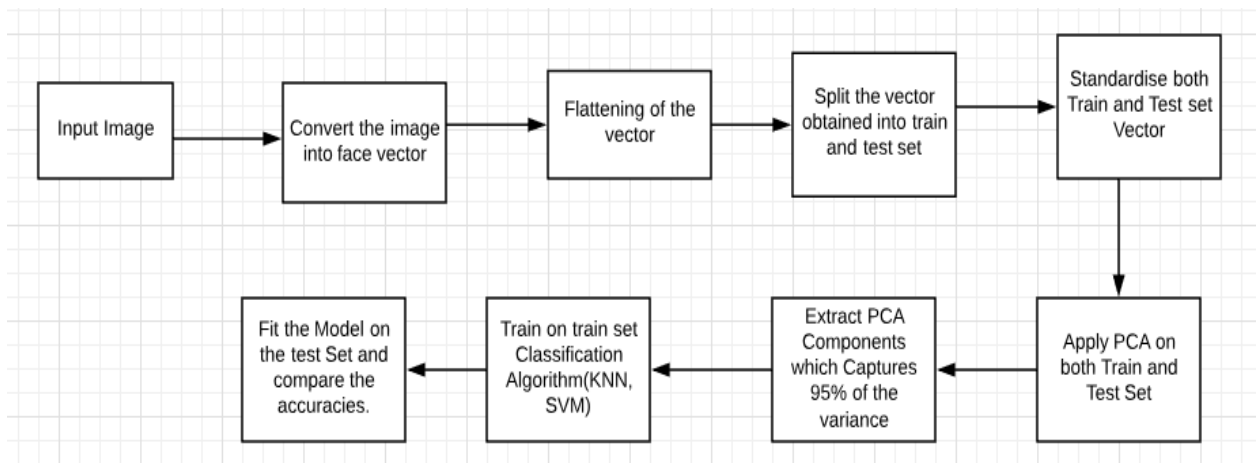 Input Image
Convert the image
into face vector
Flattening of the
vector
Split the vector
obtained into train
and test set
Standardise both
Train and Test set
Vector
Apply PCA on
both Train and
Test Set
Extract PCA
Components
which Captures
95% of the
variance
Train on train set
Classification
Algorithm(KNN,
SVM)
Fit the Model on
the test Set and
compare the
accuracies.